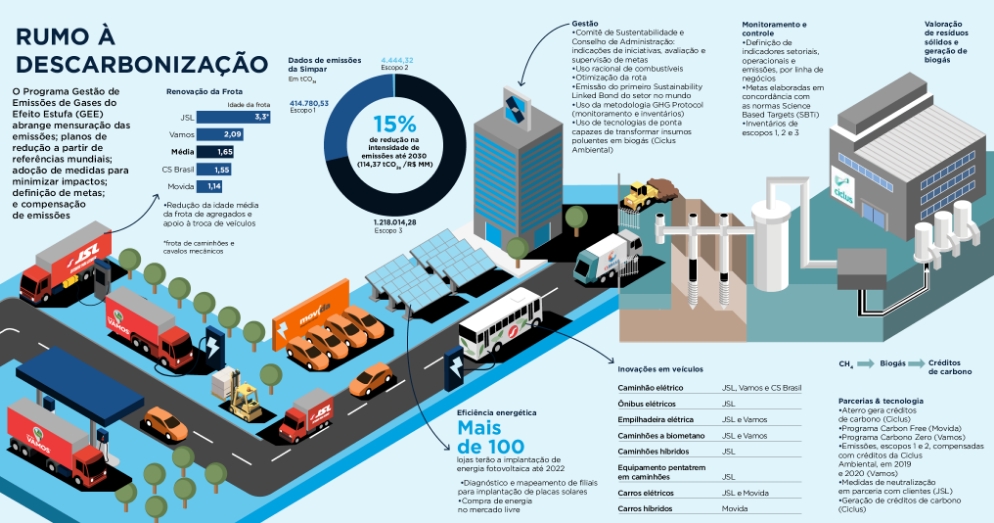 RUMO À
DESCARBONIZAÇÃO
O Programa Gestão de
Emissões de Gases do
Efeito Estufa (GEE)
abrange mensuração das
emissões; planos de
redução a partir de
referências mundiais;
adoção de medidas para
minimizar impactos;
definição de metas;
e compensação
de emissões
Renovação da Frota
Idade da frota
JSL 3,3*
Vamos 2,09
Média 1,65
CS Brasil 1,55
Movida 1,14
•Redução da idade média
da frota de agregados e
apoio à troca de veículos
*frota de caminhões e
cavalos mecânicos
Dados de emissões
da Simpar
Em tCO2e
4.444,32
Escopo 2
414.780,53
Escopo 1
15%
de redução na
intensidade de
emissões até 2030
(114,37 tCO2e /R$ MM)
1.218.014,28
Escopo 3
Gestão
•Comitê de Sustentabilidade e
Conselho de Administração:
indicações de iniciativas, avaliação e
supervisão de metas
•Uso racional de combustíveis
•Otimização da rota
•Emissão do primeiro Sustainability
Linked Bond do setor no mundo
•Uso da metodologia GHG Protocol
(monitoramento e inventários)
•Uso de tecnologias de ponta
capazes de transformar insumos
poluentes em biogás (Ciclus
Ambiental)
Monitoramento e
controle
•Definição de
indicadores setoriais,
operacionais e
emissões, por linha de
negócios
•Metas elaboradas em
concordância com
as normas Science
Based Targets (SBTi)
•Inventários de
escopos 1, 2 e 3
Valoração
de resíduos
sólidos e
geração de
biogás
ciclus
JSL
VAMOS
movida
JSL
VAMOS
Eficiência energética
Mais
de 100
lojas terão a implantação de
energia fotovoltaica até 2022
•Diagnóstico e mapeamento de filiais
para implantação de placas solares
•Compra de energia
no mercado livre
Inovações em veículos
Caminhão elétrico JSL, Vamos e CS Brasil
Ônibus elétricos JSL
Empilhadeira elétrica JSL e Vamos
Caminhões a biometano JSL e Vamos
Caminhões híbridos JSL
Equipamento pentatrem
em caminhões JSL
Carros elétricos JSL e Movida
Carros híbridos Movida
CH4 Biogás Créditos
de carbono
Parcerias & tecnologia
•Aterro gera créditos
de carbono (Ciclus)
•Programa Carbon Free (Movida)
•Programa Carbono Zero (Vamos)
•Emissões, escopos 1 e 2, compensadas
com créditos da Ciclus
Ambiental, em 2019
e 2020 (Vamos)
•Medidas de neutralização
em parceria com clientes (JSL)
•Geração de créditos de carbono
(Ciclus)